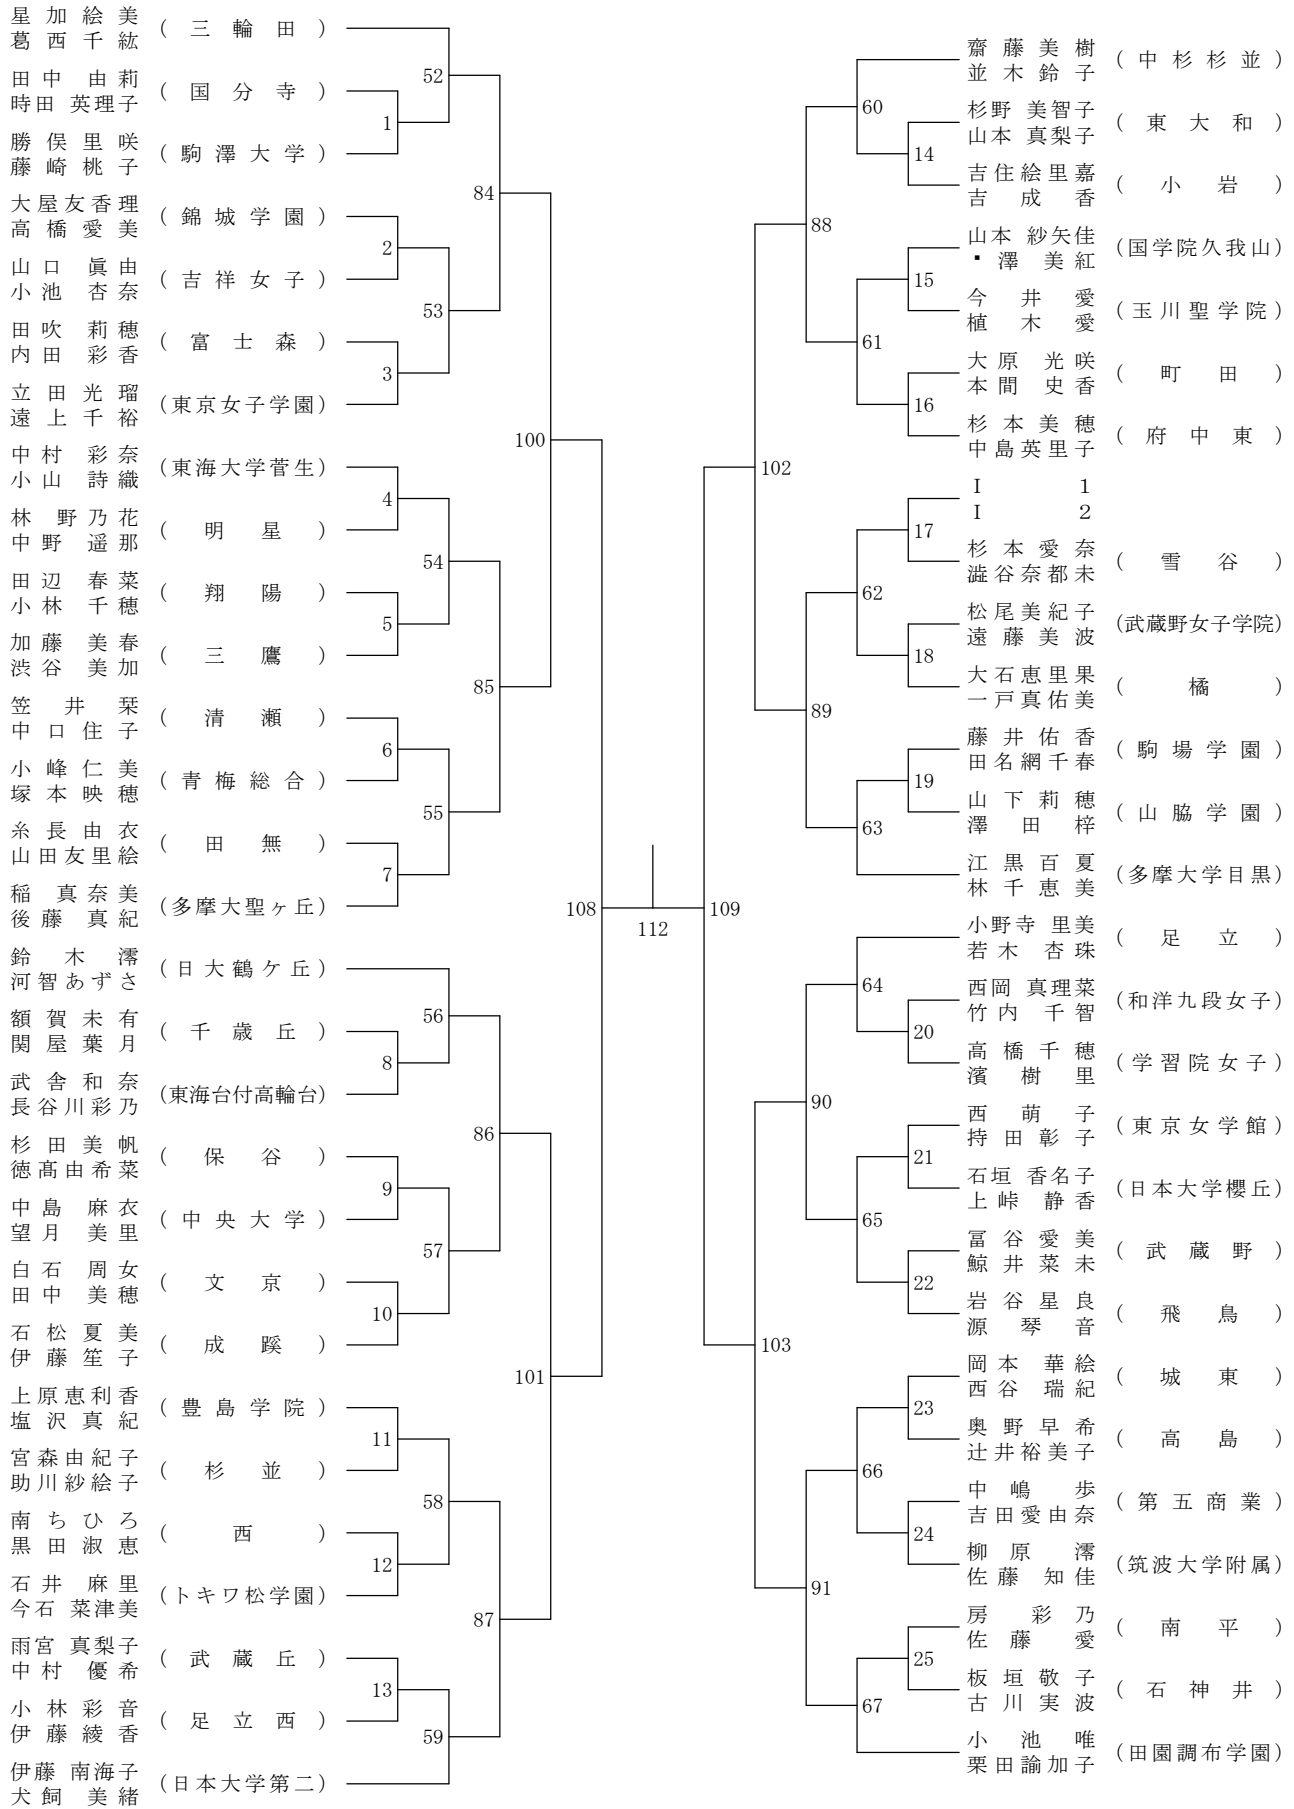 星加絵美
葛西千紘 (三輪田)
52
田中 由莉
時田 英理子 (国分寺)
1
勝俣里咲
藤崎桃子 (駒澤大学)
84
大屋友香理
高橋愛美 (錦城学園)
2
山口 眞由
小池 杏奈 (吉祥女子)
53
田吹 莉穂
内田 彩香 (富士森)
3
立田光瑠
遠上千裕 (東京女子学園)
100
中村 彩奈
小山 詩織 (東海大学菅生)
4
林 野乃花
中野 遥那 (明星)
54
田辺 春菜
小林 千穂 (翔陽)
5
加藤 美春
渋谷 美加 (三鷹)
85
笠井栞
中口住子 (清瀬)
6
小峰仁美
塚本映穂 (青梅総合)
55
糸長由衣
山田友里絵 (田無)
7
稲 真奈美
後藤 真紀 (多摩大聖ヶ丘)
108
鈴木澪
河智あずさ (日大鶴ケ丘)
56
額賀未有
関屋葉月 (千歳丘)
8
武舎和奈
長谷川彩乃 (東海台付高輪台)
86
杉田美帆
徳髙由希菜 (保谷)
9
中島 麻衣
望月 美里 (中央大学)
57
白石 周女
田中 美穂 (文京)
10
石松夏美
伊藤笙子 (成蹊)
101
上原恵利香
塩沢真紀 (豊島学院)
11
宮森由紀子
助川紗絵子 (杉並)
58
南ちひろ
黒田淑恵 (西)
12
石井 麻里
今石 菜津美 (トキワ松学園)
87
雨宮 真梨子
中村 優希 (武蔵丘)
13
小林彩音
伊藤綾香 (足立西)
59
伊藤 南海子
犬飼 美緒 (日本大学第二)
112
齋藤美樹
並木鈴子 (中杉杉並)
60
杉野 美智子
山本 真梨子 (東大和)
14
吉住絵里嘉
吉成香 (小岩)
88
山本 紗矢佳
澤 美紅 (国学院久我山)
15
今井愛
植木愛 (玉川聖学院)
61
大原 光咲
本間 史香 (町田)
16
杉本美穂
中島英里子 (府中東)
102
I 1
I 2
17
杉本愛奈
澁谷奈都未 (雪谷)
62
松尾美紀子
遠藤美波 (武蔵野女子学院)
18
大石恵里果
一戸真佑美 (橘)
89
藤井佑香
田名網千春 (駒場学園)
19
山下莉穂
澤田梓 (山脇学園)
63
江黒百夏
林千恵美 (多摩大学目黒)
109
小野寺 里美
若木 杏珠 (足立)
64
西岡 真理菜
竹内 千智 (和洋九段女子)
20
高橋千穂
濱樹里 (学習院女子)
90
西萌子
持田彰子 (東京女学館)
21
石垣 香名子
上峠 静香 (日本大学櫻丘)
65
冨谷愛美
鯨井菜未 (武蔵野)
22
岩谷星良
源琴音 (飛鳥)
103
岡本 華絵
西谷 瑞紀 (城東)
23
奥野早希
辻井裕美子 (高島)
66
中嶋歩
吉田愛由奈 (第五商業)
24
柳原 澪
佐藤 知佳 (筑波大学附属)
91
房 彩乃
佐藤 愛 (南平)
25
板垣敬子
古川実波 (石神井)
67
小池唯
栗田諭加子 (田園調布学園)